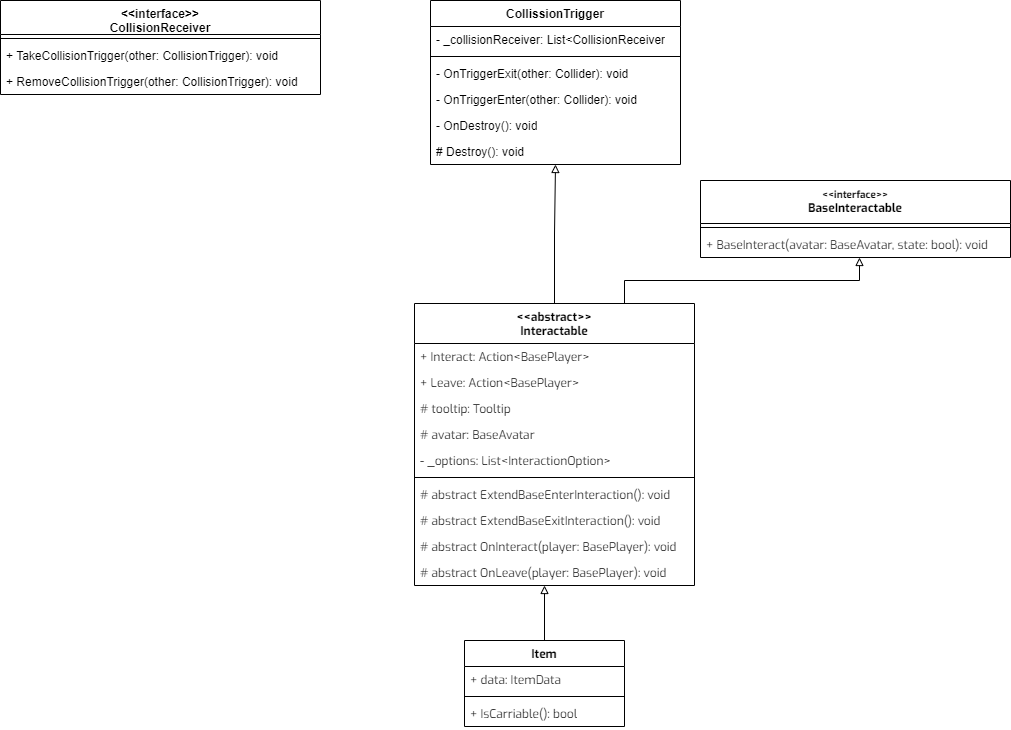 <<interface>>
CollisionReceiver
+ TakeCollisionTrigger(other: CollisionTrigger): void
+ RemoveCollisionTrigger(other: CollisionTrigger): void
CollissionTrigger
- _collisionReceiver: List<CollisionReceiver
- OnTriggerExit(other: Collider): void
- OnTriggerEnter(other: Collider): void
- OnDestroy(): void
# Destroy(): void
<<interface>>
BaseInteractable
+ BaseInteract(avatar: BaseAvatar, state: bool): void
<<abstract>>
Interactable
+ Interact: Action<BasePlayer>
+ Leave: Action<BasePlayer>
# tooltip: Tooltip
# avatar: BaseAvatar
- _options: List<InteractionOption>
# abstract ExtendBaseEnterInteraction(): void
# abstract ExtendBaseExitInteraction(): void
# abstract OnInteract(player: BasePlayer): void
# abstract OnLeave(player: BasePlayer): void
Item
+ data: ItemData
+ IsCarriable(): bool